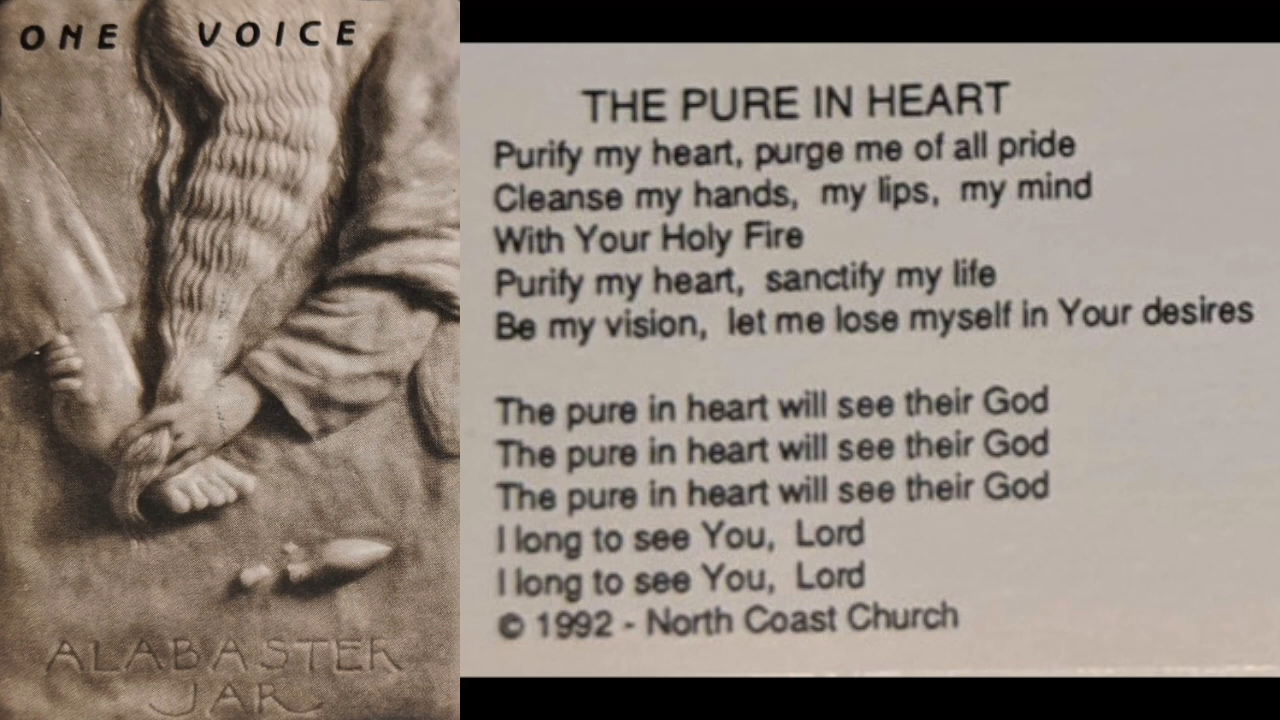 ONE VOICE
ALABASTER
JAR
THE PURE IN HEART
Purify my heart, purge me of all pride
Cleanse my hands, my lips, my mind
With Your Holy Fire
Purify my heart, sanctify my life
Be my vision, let me lose myself in Your desires
The pure in heart will see their God
The pure in heart will see their God
The pure in heart will see their God
I long to see You, Lord
I long to see You, Lord
© 1992 - North Coast Church